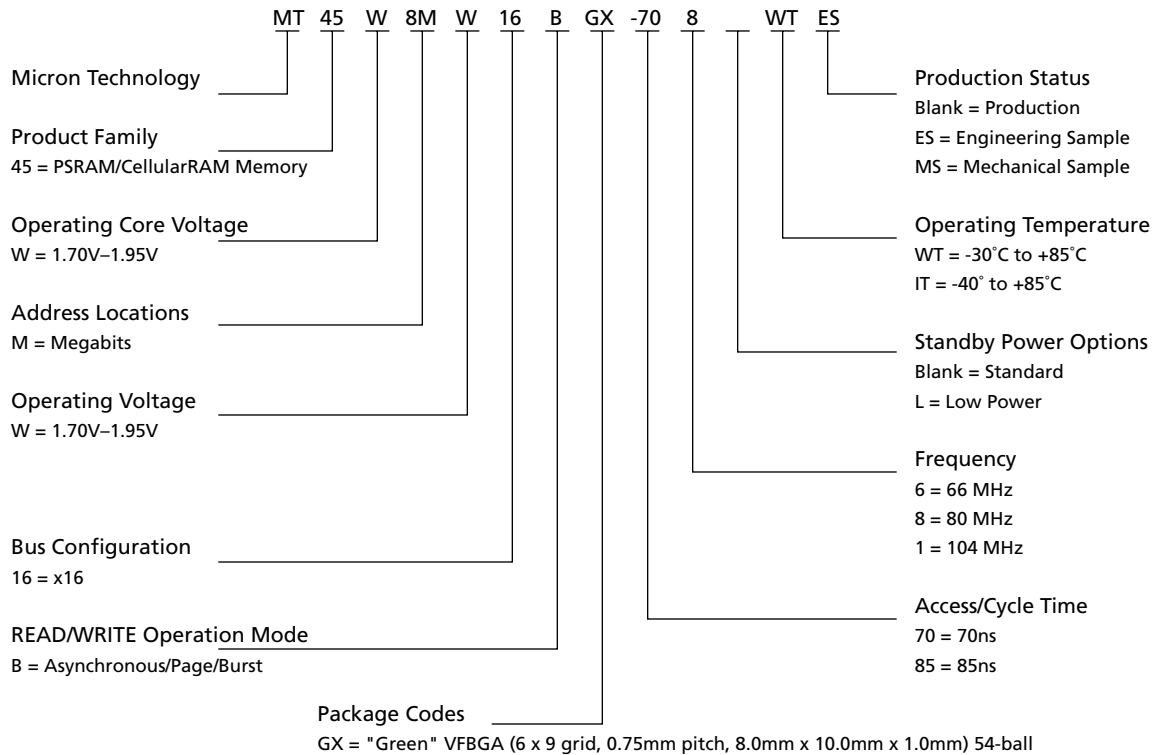 MT 45 W 8M W 16 B GX -70 8 WT ES
Micron Technology
Product Family
45 = PSRAM/CellularRAM Memory
Operating Core Voltage
W = 1.70V–1.95V
Address Locations
M = Megabits
Operating Voltage
W = 1.70V–1.95V
Bus Configuration
16 = x16
READ/WRITE Operation Mode
B = Asynchronous/Page/Burst
Package Codes
GX = "Green" VFBGA (6 x 9 grid, 0.75mm pitch, 8.0mm x 10.0mm x 1.0mm) 54-ball
Production Status
Blank = Production
ES = Engineering Sample
MS = Mechanical Sample
Operating Temperature
WT = -30˚C to +85˚C
IT = -40˚ to +85˚C
Standby Power Options
Blank = Standard
L = Low Power
Frequency
6 = 66 MHz
8 = 80 MHz
1 = 104 MHz
Access/Cycle Time
70 = 70ns
85 = 85ns